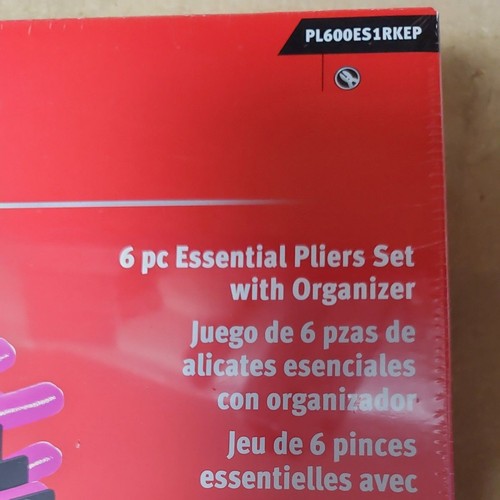 PL600ES1RKEP
6 pc Essential Pliers Set
with Organizer
Juego de 6 pzas de
alicates esenciales
con organizador
Jeu de 6 pinces
essentielles avec